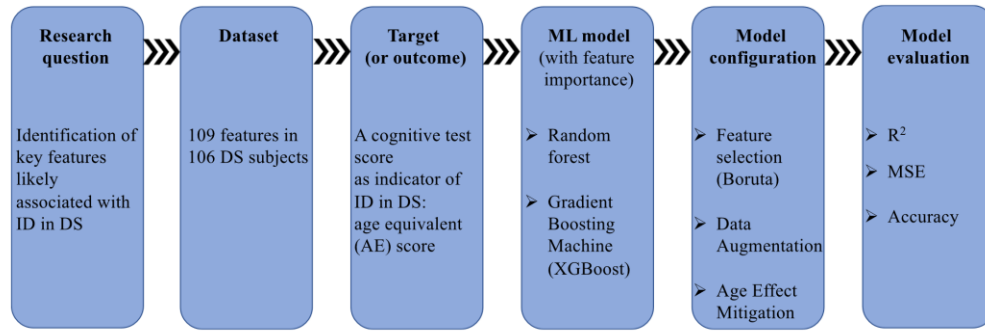 Research
question
Identification of
key features
likely
associated with
ID in DS
Dataset
109 features in
106 DS subjects
Target
(or outcome)
A cognitive test
score
as indicator of
ID in DS:
age equivalent
(AE) score
ML model
(with feature
importance)
➢ Random
forest
➢ Gradient
Boosting
Machine
(XGBoost)
Model
configuration
➢ Feature
selection
(Boruta)
➢ Data
Augmentation
➢ Age Effect
Mitigation
Model
evaluation
➢ R²
➢ MSE
➢ Accuracy